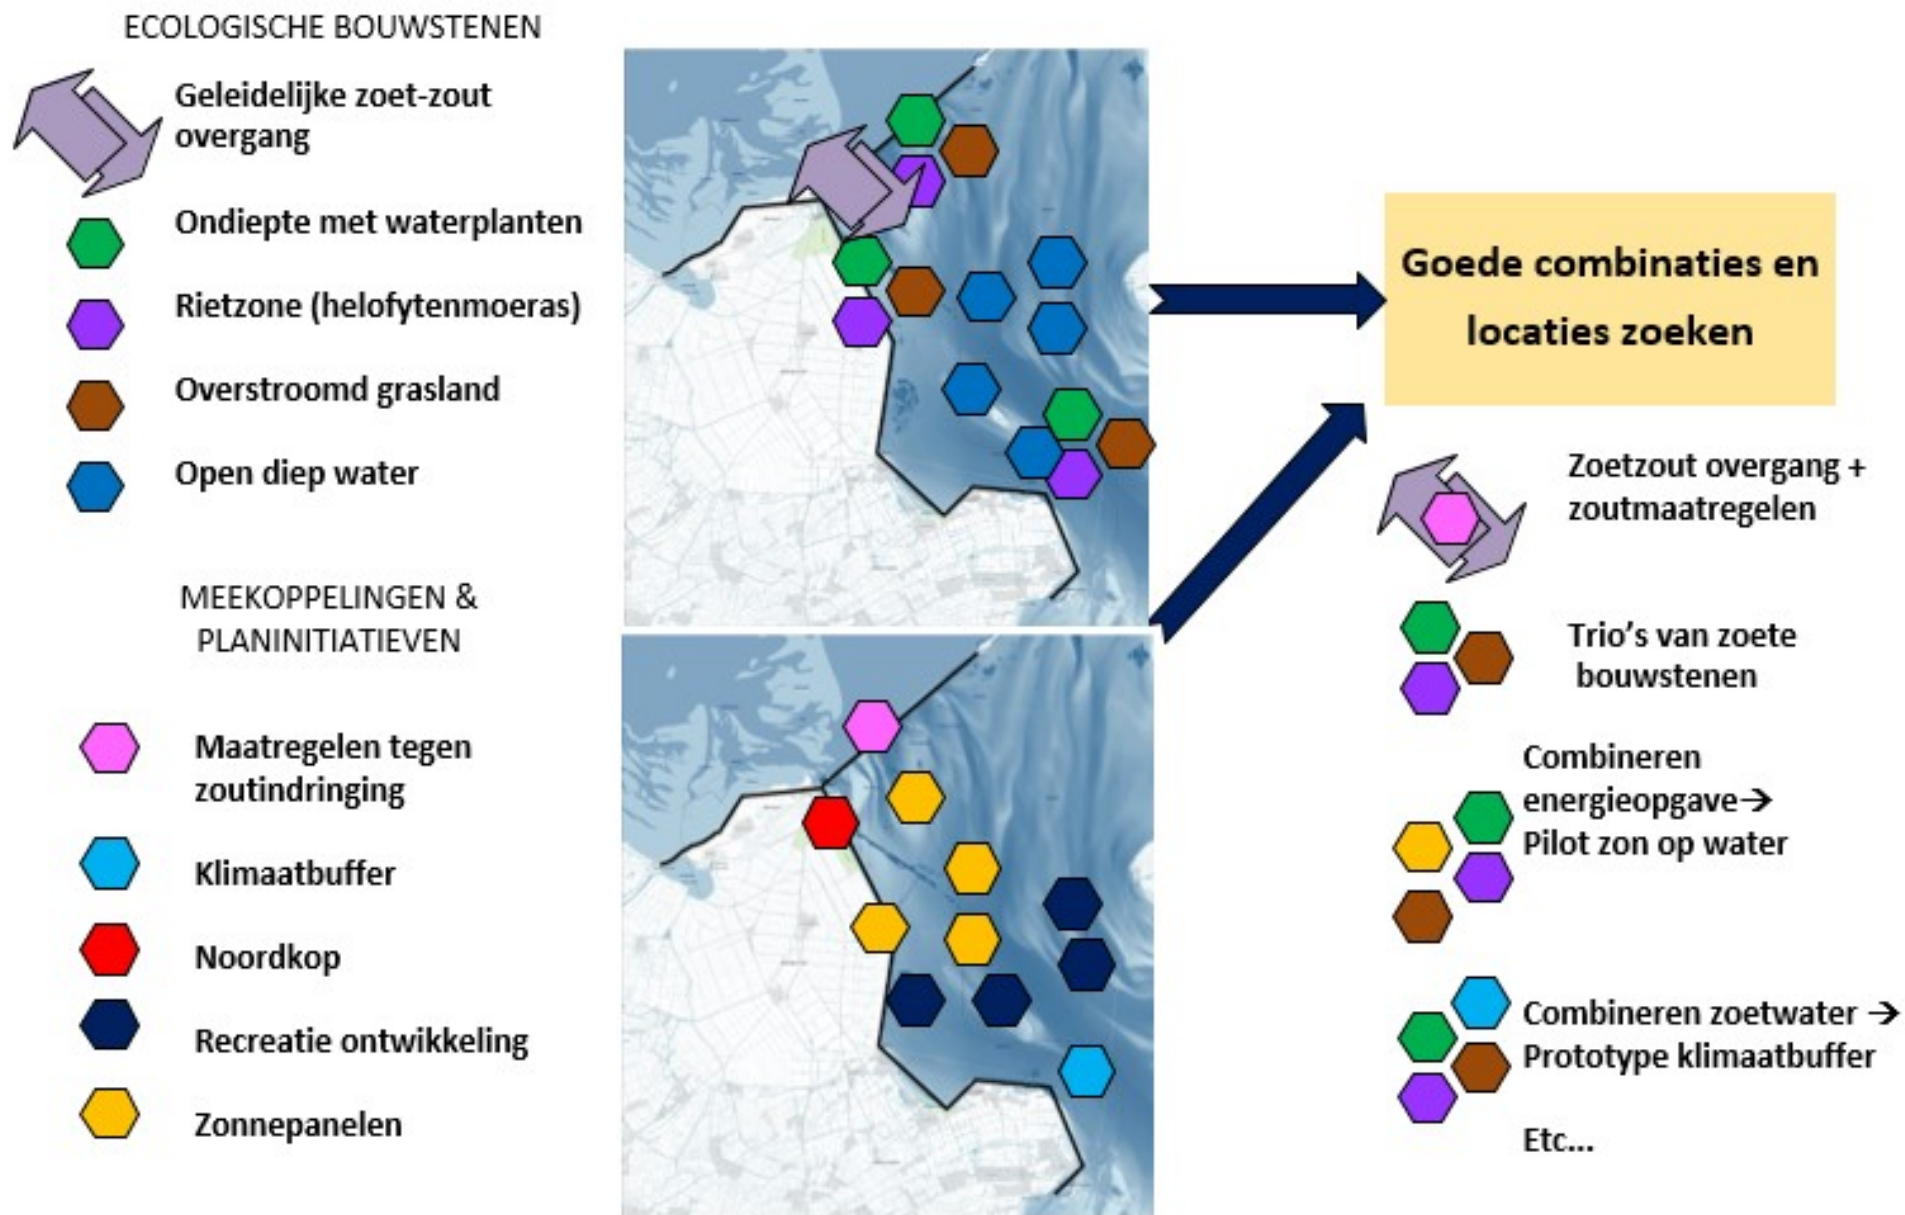 ECOLOGISCHE BOUWSTENEN
Geleidelijke zoet-zout
overgang
Ondiepte met waterplanten
Rietzone (helofytenmoeras)
Overstroomd grasland
Open diep water
MEEKOPPELINGEN &
PLANINITIATIEVEN
Maatregelen tegen
zoutindringing
Klimaatbuffer
Noordkop
Recreatie ontwikkeling
Zonnepanelen
Goede combinaties en
locaties zoeken
Zoetzout overgang +
zoutmaatregelen
Trio's van zoete
bouwstenen
Combineren
energieopgave→
Pilot zon op water
Combineren zoetwater →
Prototype klimaatbuffer
Etc...